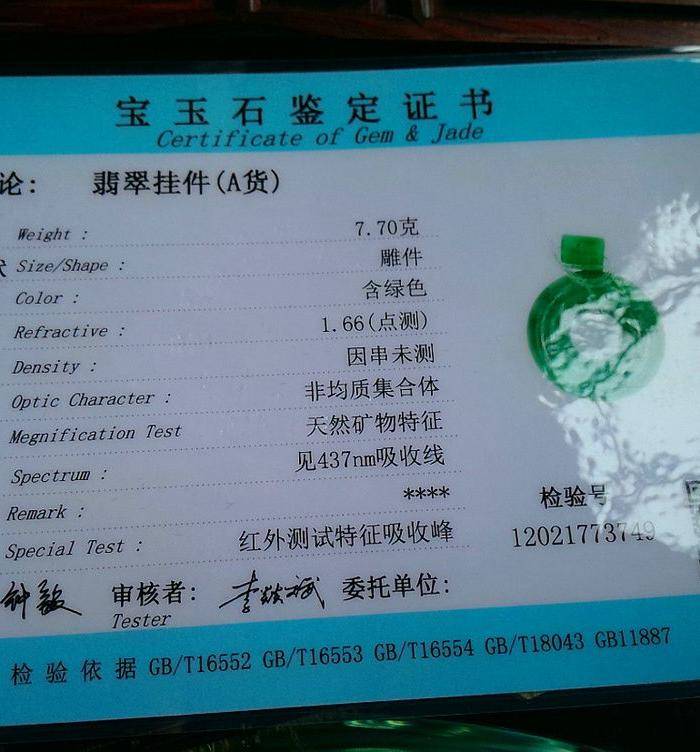 宝玉石鉴定证书
Certificate of Gem & Jade
论: 翡翠挂件(A货)
Weight : 7.70克
Size/Shape : 雕件
Color : 含绿色
Refractive : 1.66(点测)
Density : 因串未测
Optic Character : 非均质集合体
Megnification Test 天然矿物特征
Spectrum : 见437nm吸收线
Remark : ****
Special Test : 红外测试特征吸收峰
检验号
12021773749
审核者: 委托单位:
Tester
检验依据 GB/T16552 GB/T16553 GB/T16554 GB/T18043 GB11887